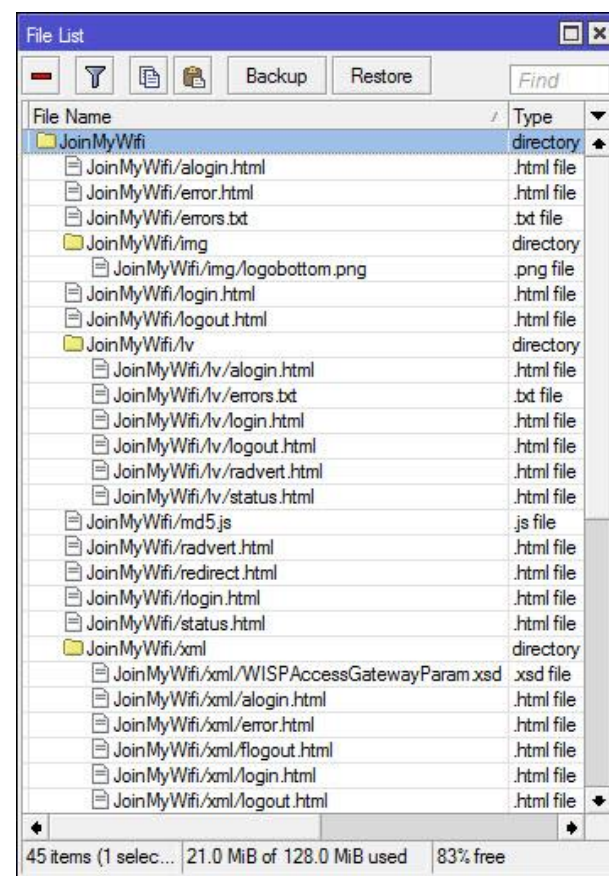 File List
Backup Restore Find
File Name / Type
JoinMyWifi directory
JoinMyWifi/alogin.html .html file
JoinMyWifi/error.html .html file
JoinMyWifi/errors.txt .txt file
JoinMyWifi/img directory
JoinMyWifi/img/logobottom.png .png file
JoinMyWifi/login.html .html file
JoinMyWifi/logout.html .html file
JoinMyWifi/lv directory
JoinMyWifi/lv/alogin.html .html file
JoinMyWifi/lv/errors.txt .txt file
JoinMyWifi/lv/login.html .html file
JoinMyWifi/lv/logout.html .html file
JoinMyWifi/lv/radvert.html .html file
JoinMyWifi/lv/status.html .html file
JoinMyWifi/md5.js .js file
JoinMyWifi/radvert.html .html file
JoinMyWifi/redirect.html .html file
JoinMyWifi/rlogin.html .html file
JoinMyWifi/status.html .html file
JoinMyWifi/xml directory
JoinMyWifi/xml/WISPAccessGatewayParam.xsd .xsd file
JoinMyWifi/xml/alogin.html .html file
JoinMyWifi/xml/error.html .html file
JoinMyWifi/xml/flogout.html .html file
JoinMyWifi/xml/login.html .html file
JoinMyWifi/xml/logout.html .html file
45 items (1 selec... 21.0 MiB of 128.0 MiB used 83% free